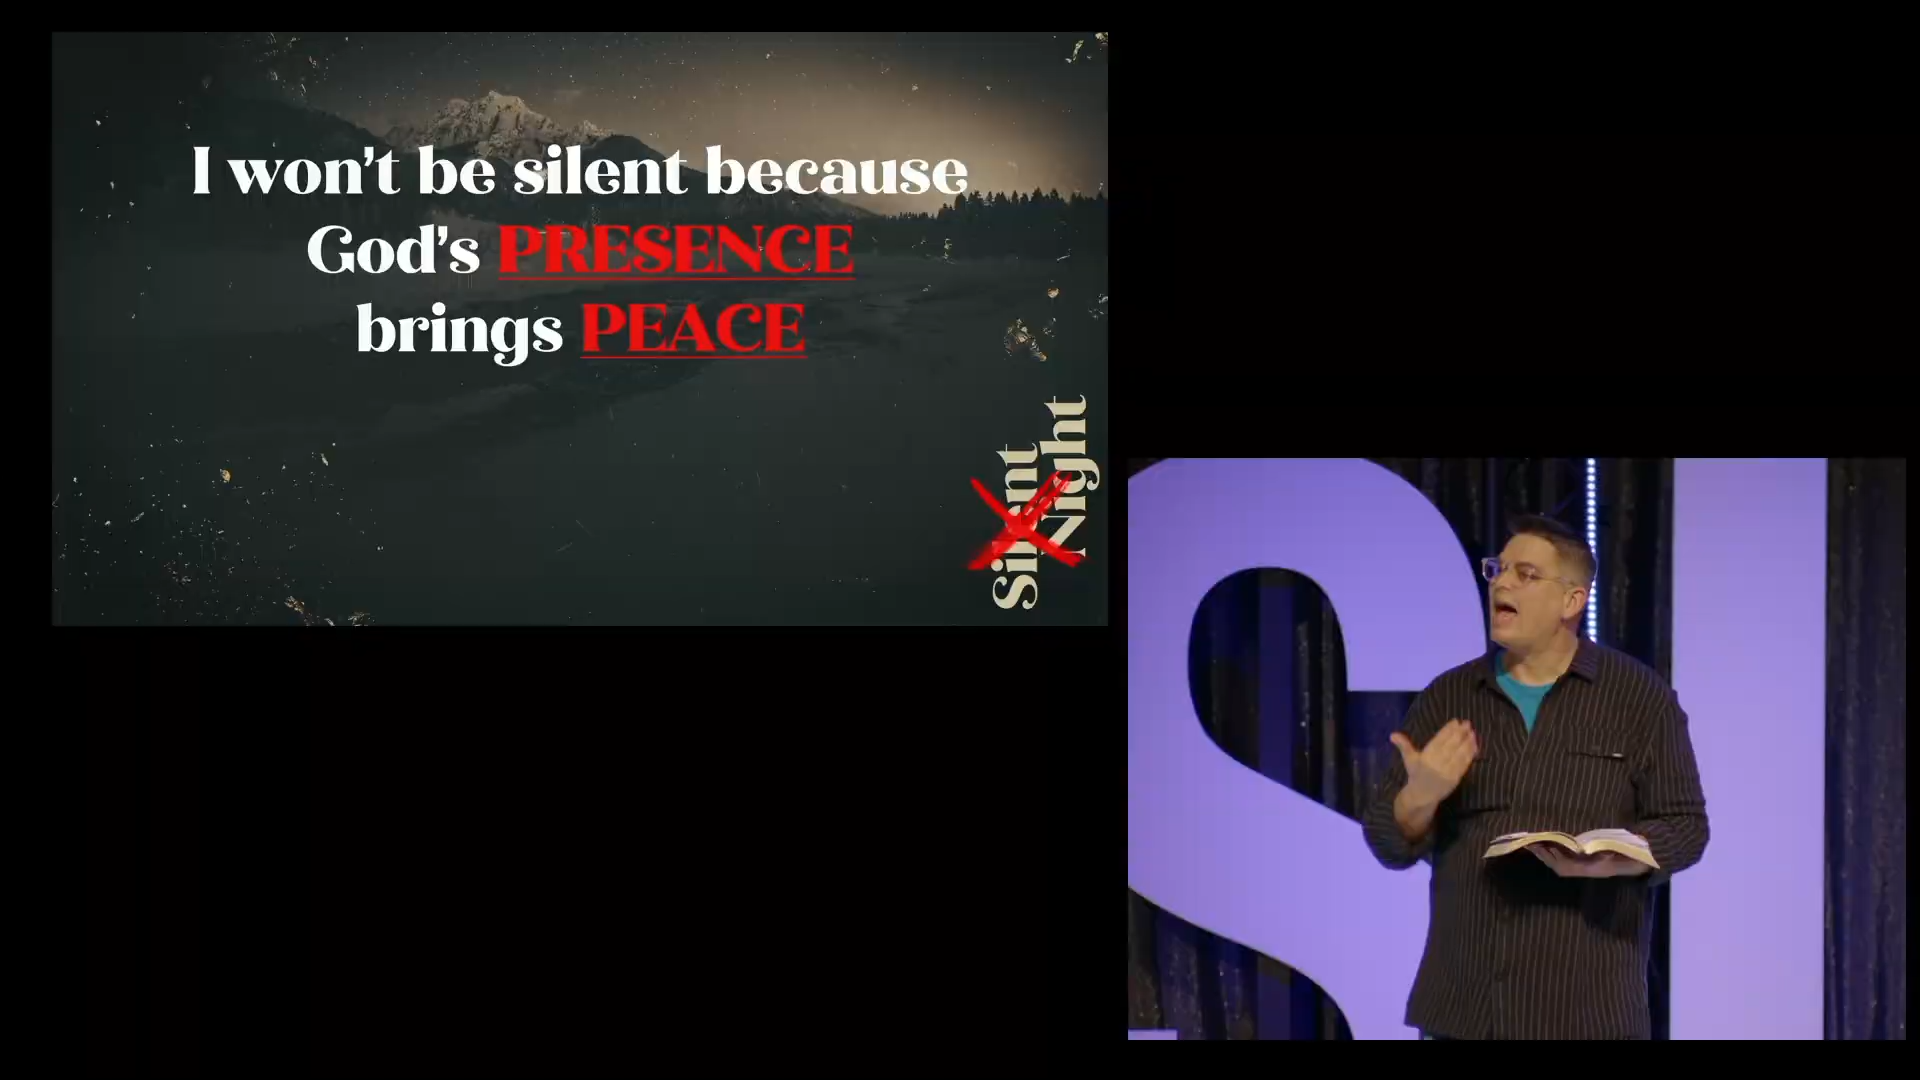 I won't be silent because
God's PRESENCE
brings PEACE
Silent
Night
S